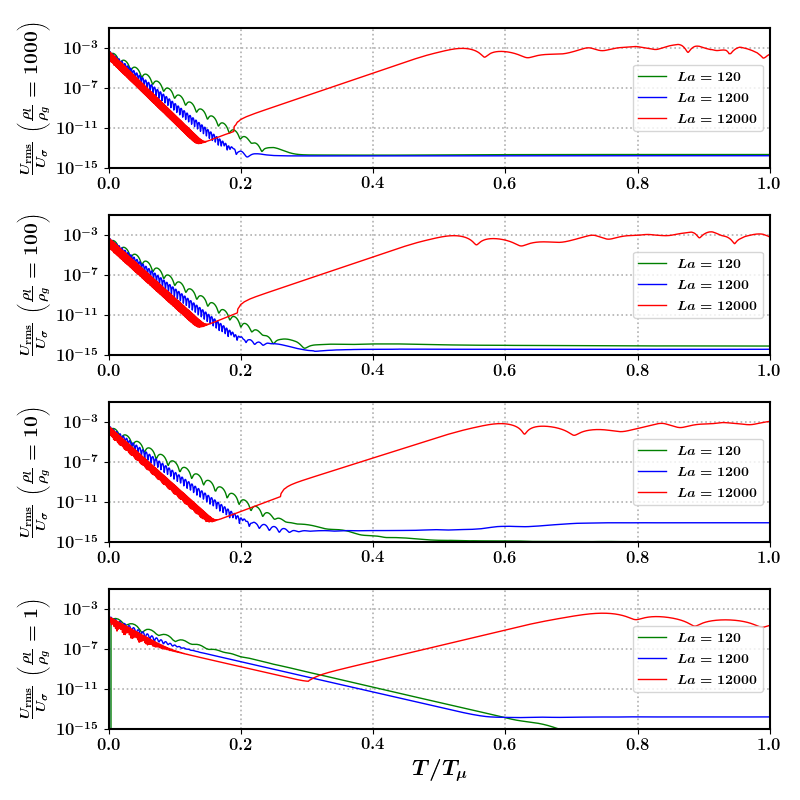 U_rms/U_σ (ρ_l/ρ_g = 1000)
10⁻³
10⁻⁷
10⁻¹¹
10⁻¹⁵
La = 120
La = 1200
La = 12000
0.0 0.2 0.4 0.6 0.8 1.0
U_rms/U_σ (ρ_l/ρ_g = 100)
10⁻³
10⁻⁷
10⁻¹¹
10⁻¹⁵
La = 120
La = 1200
La = 12000
0.0 0.2 0.4 0.6 0.8 1.0
U_rms/U_σ (ρ_l/ρ_g = 10)
10⁻³
10⁻⁷
10⁻¹¹
10⁻¹⁵
La = 120
La = 1200
La = 12000
0.0 0.2 0.4 0.6 0.8 1.0
U_rms/U_σ (ρ_l/ρ_g = 1)
10⁻³
10⁻⁷
10⁻¹¹
10⁻¹⁵
La = 120
La = 1200
La = 12000
0.0 0.2 0.4 0.6 0.8 1.0
T/T_μ